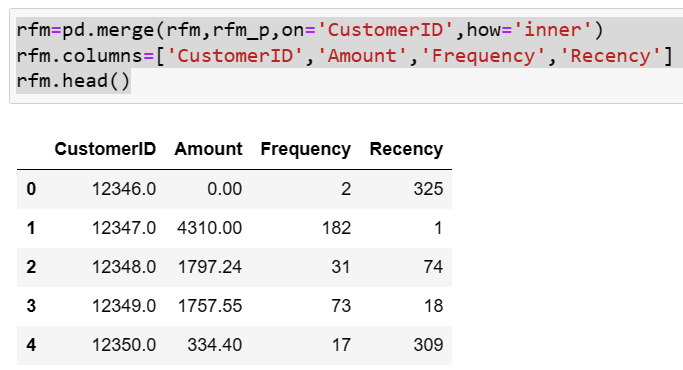 rfm=pd.merge(rfm,rfm_p,on='CustomerID',how='inner')
rfm.columns=['CustomerID','Amount','Frequency','Recency']
rfm.head()
CustomerID Amount Frequency Recency
0 12346.0 0.00 2 325
1 12347.0 4310.00 182 1
2 12348.0 1797.24 31 74
3 12349.0 1757.55 73 18
4 12350.0 334.40 17 309